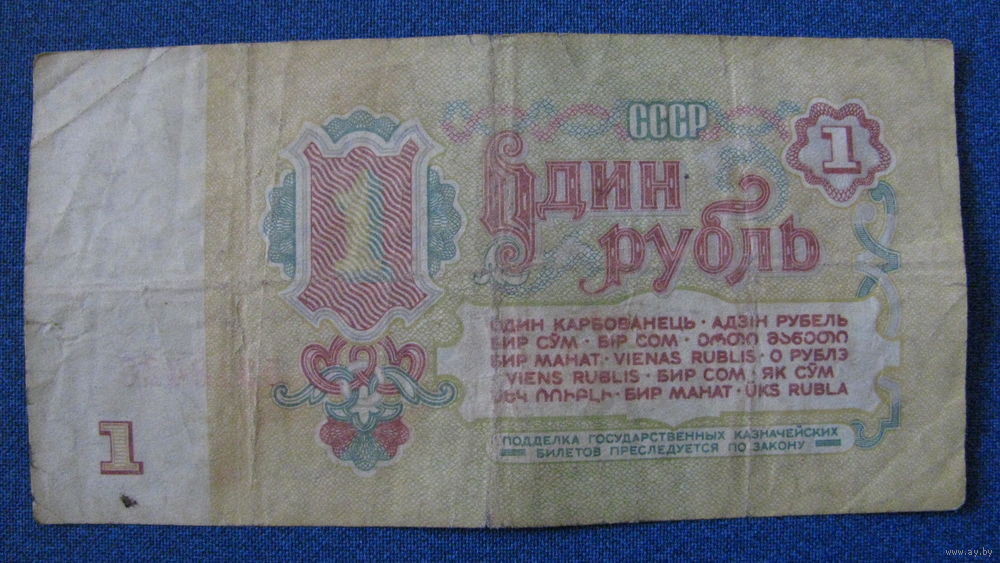 СССР
1
1
Один
рубль
ОДИН КАРБОВАНЕЦЬ · АДЗІН РУБЕЛЬ
БИР СЎМ · БІР СОМ · ᲔᲠᲗᲘ ᲛᲐᲜᲔᲗᲘ
БИР МАНАТ · VIENAS RUBLIS · О РУБЛЭ
VIENS RUBLIS · БИР СОМ · ЯК СЎМ
ՄԵԿ ՌՈՒԲԼԻ · БИР МАНАТ · ÜKS RUBLA
ПОДДЕЛКА ГОСУДАРСТВЕННЫХ КАЗНАЧЕЙСКИХ
БИЛЕТОВ ПРЕСЛЕДУЕТСЯ ПО ЗАКОНУ
1
www.ay.by